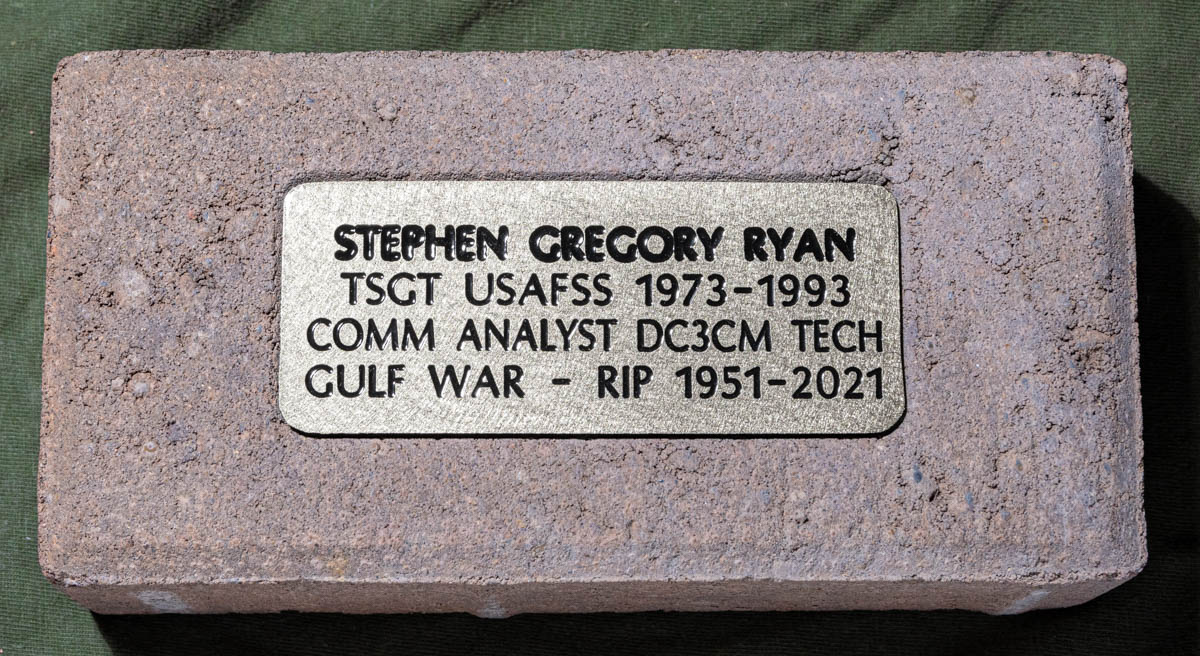 STEPHEN GREGORY RYAN
TSGT USAFSS 1973-1993
COMM ANALYST DC3CM TECH
GULF WAR - RIP 1951-2021